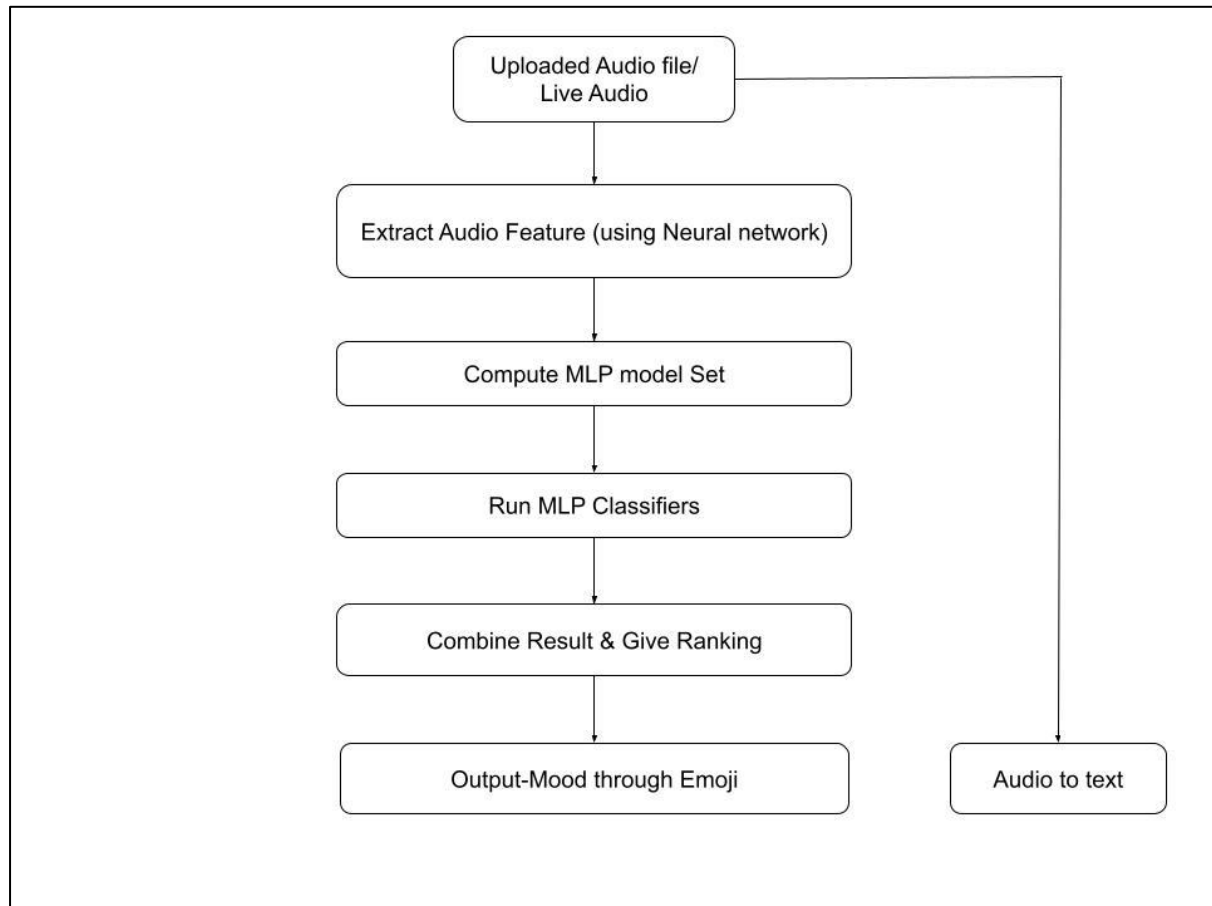 Uploaded Audio file/
Live Audio
Extract Audio Feature (using Neural network)
Compute MLP model Set
Run MLP Classifiers
Combine Result & Give Ranking
Output-Mood through Emoji
Audio to text